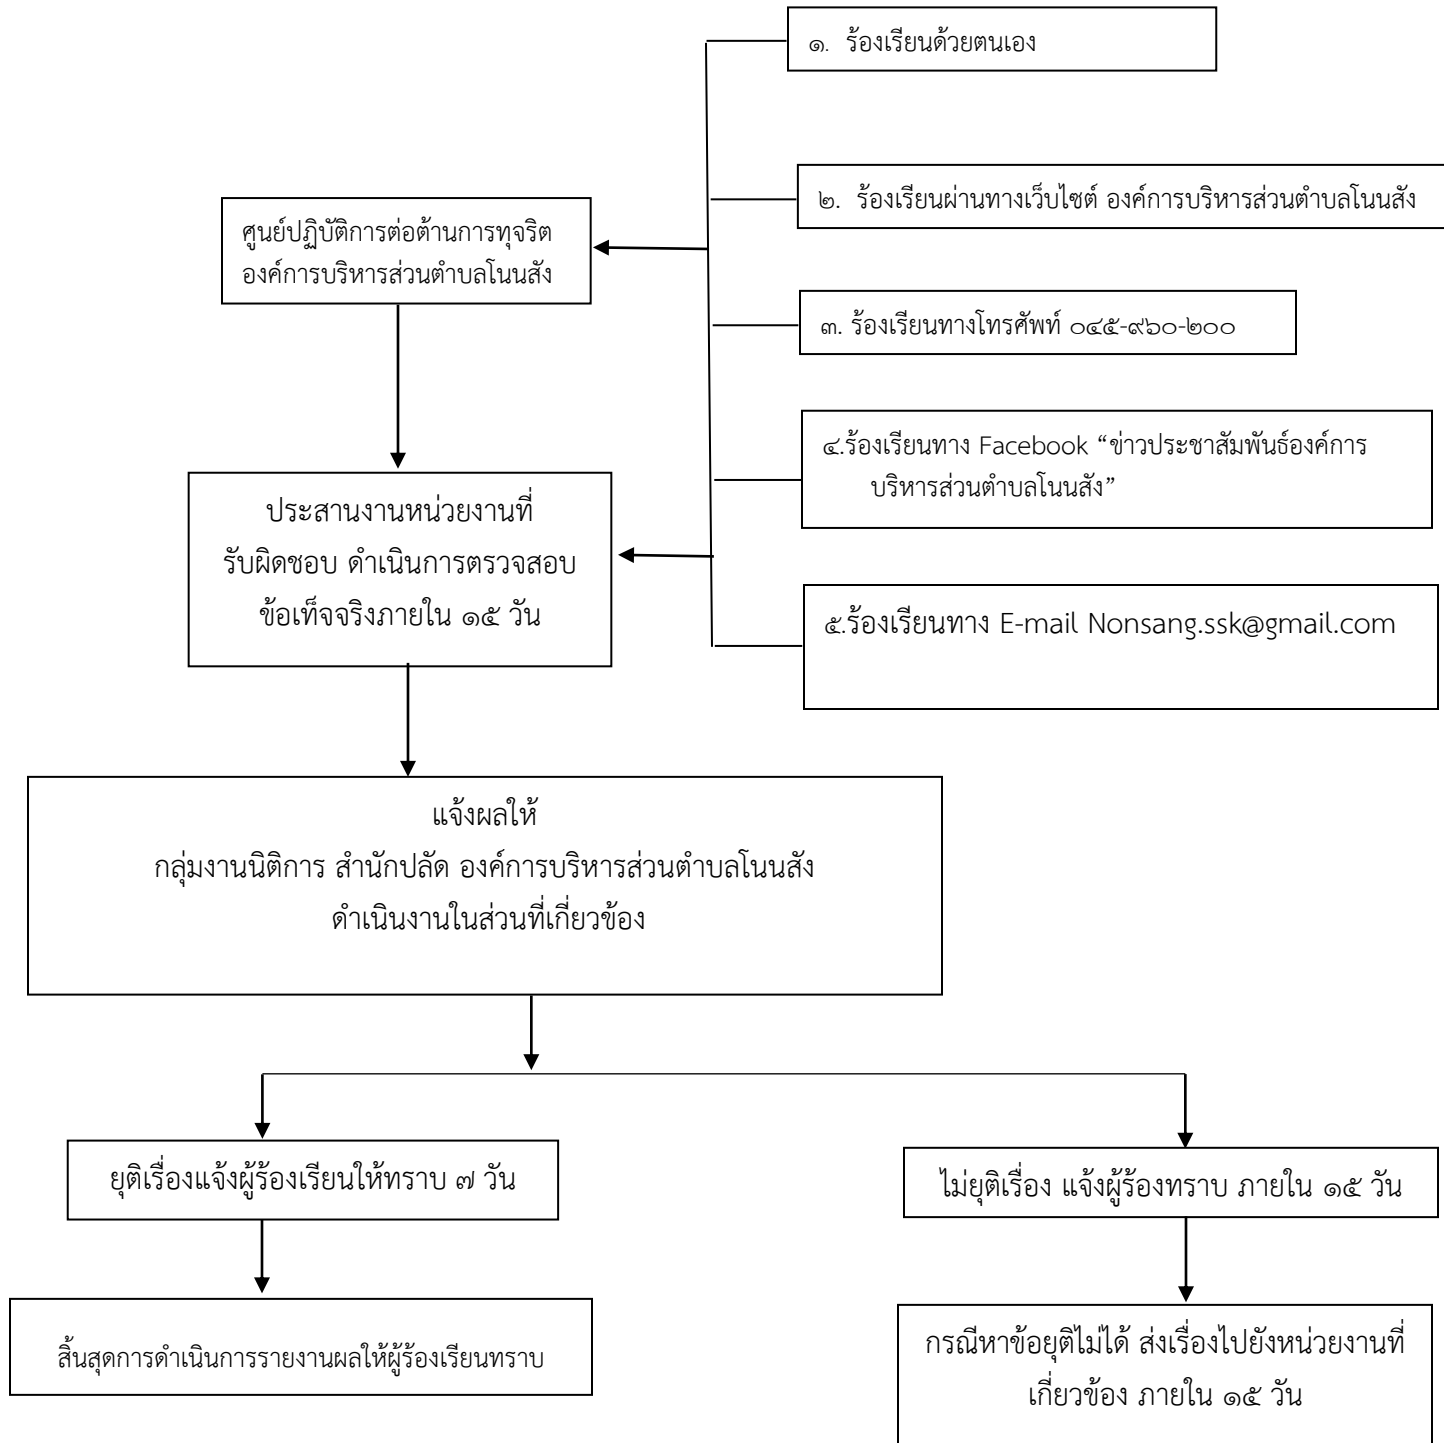 ๑. ร้องเรียนด้วยตนเอง
๒. ร้องเรียนผ่านทางเว็บไซต์ องค์การบริหารส่วนตำบลโนนสัง
ศูนย์ปฏิบัติการต่อต้านการทุจริต
องค์การบริหารส่วนตำบลโนนสัง
๓. ร้องเรียนทางโทรศัพท์ ๐๔๕-๙๖๐-๒๐๐
๔.ร้องเรียนทาง Facebook “ข่าวประชาสัมพันธ์องค์การ
บริหารส่วนตำบลโนนสัง”
ประสานงานหน่วยงานที่
รับผิดชอบ ดำเนินการตรวจสอบ
ข้อเท็จจริงภายใน ๑๕ วัน
๕.ร้องเรียนทาง E-mail Nonsang.ssk@gmail.com
แจ้งผลให้
กลุ่มงานนิติการ สำนักปลัด องค์การบริหารส่วนตำบลโนนสัง
ดำเนินงานในส่วนที่เกี่ยวข้อง
ยุติเรื่องแจ้งผู้ร้องเรียนให้ทราบ ๗ วัน
ไม่ยุติเรื่อง แจ้งผู้ร้องทราบ ภายใน ๑๕ วัน
สิ้นสุดการดำเนินการรายงานผลให้ผู้ร้องเรียนทราบ
กรณีหาข้อยุติไม่ได้ ส่งเรื่องไปยังหน่วยงานที่
เกี่ยวข้อง ภายใน ๑๕ วัน